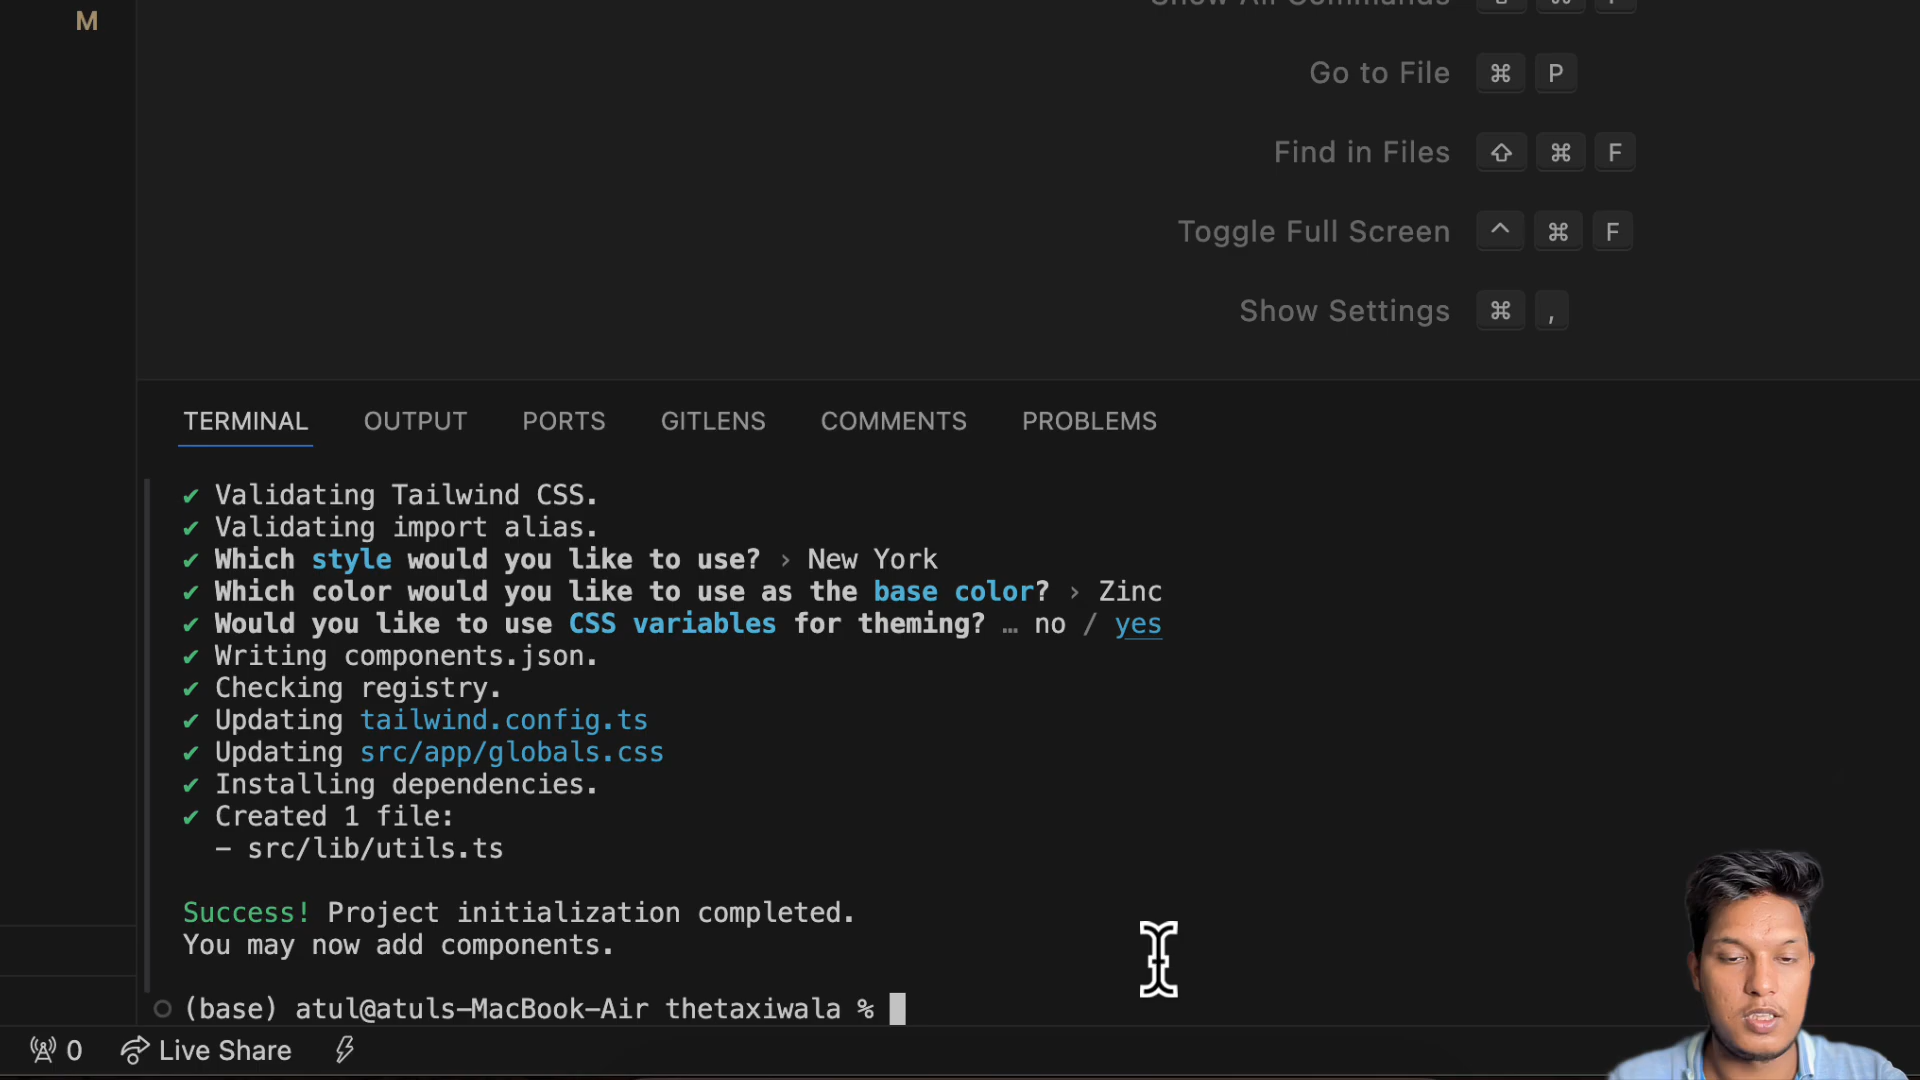 M
Show All Commands
Go to File ⌘ P
Find in Files ⇧ ⌘ F
Toggle Full Screen ^ ⌘ F
Show Settings ⌘ ,
TERMINAL OUTPUT PORTS GITLENS COMMENTS PROBLEMS
✔ Validating Tailwind CSS.
✔ Validating import alias.
✔ Which style would you like to use? › New York
✔ Which color would you like to use as the base color? › Zinc
✔ Would you like to use CSS variables for theming? … no / yes
✔ Writing components.json.
✔ Checking registry.
✔ Updating tailwind.config.ts
✔ Updating src/app/globals.css
✔ Installing dependencies.
✔ Created 1 file:
- src/lib/utils.ts
Success! Project initialization completed.
You may now add components.
(base) atul@atuls-MacBook-Air thetaxiwala %
0 Live Share